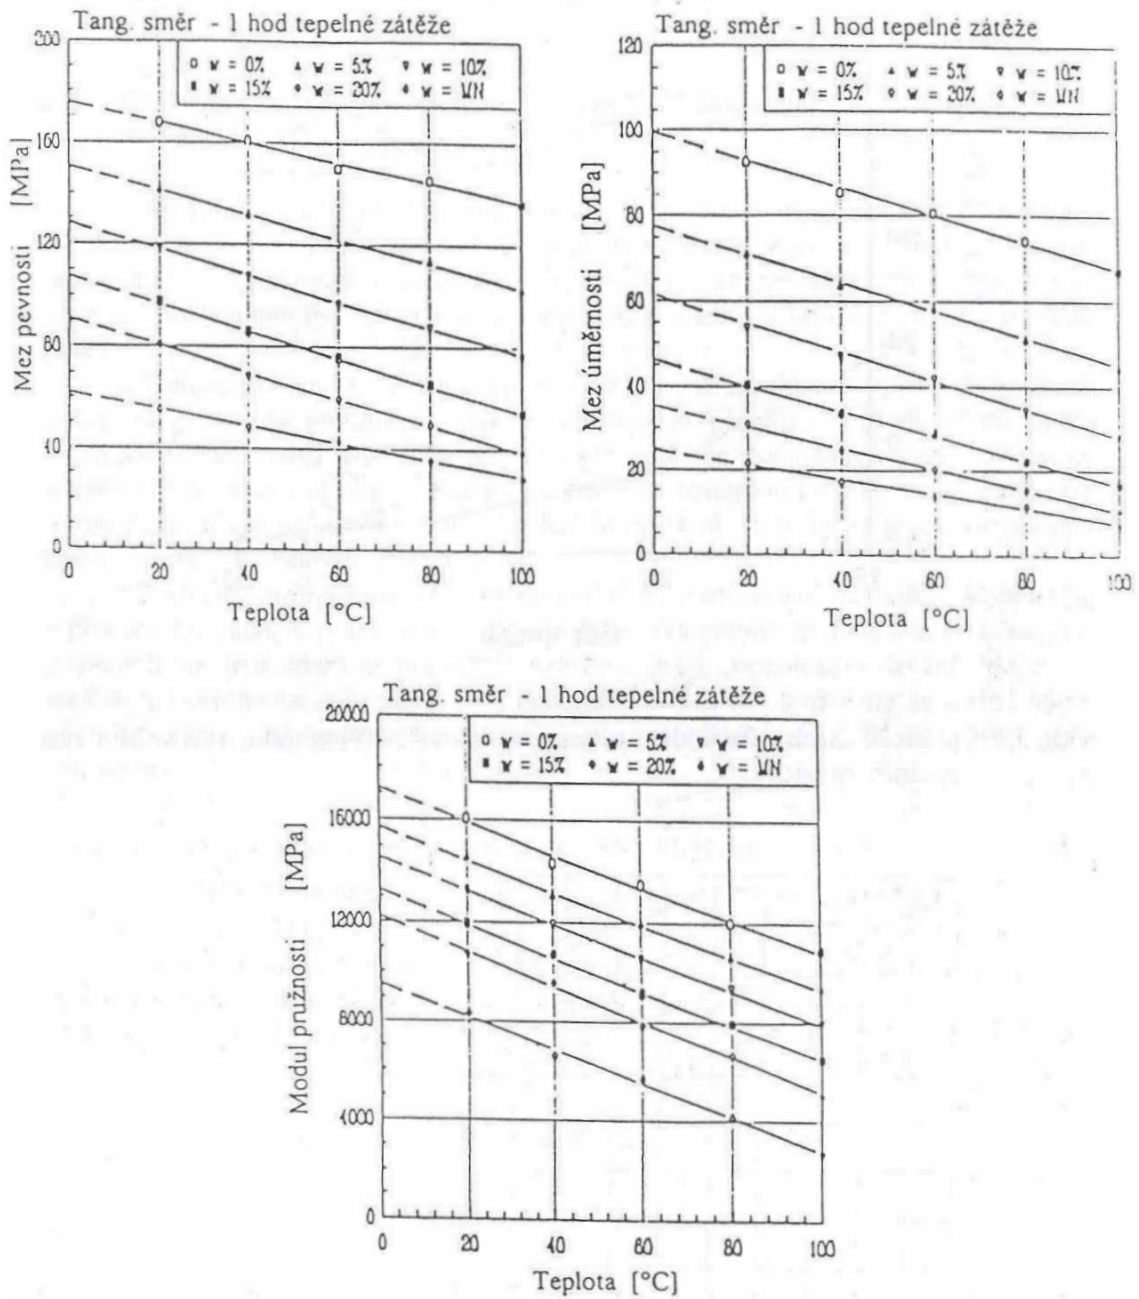 Tang. směr - 1 hod tepelné zátěže
200
160
120
80
40
0
Mez pevnosti [MPa]
w = 0% w = 5% w = 10%
w = 15% w = 20% w = WN
0 20 40 60 80 100
Teplota [°C]
Tang. směr - 1 hod tepelné zátěže
120
100
80
60
40
20
0
Mez úměrnosti [MPa]
w = 0% w = 5% w = 10%
w = 15% w = 20% w = WN
0 20 40 60 80 100
Teplota [°C]
Tang. směr - 1 hod tepelné zátěže
20000
16000
12000
8000
4000
0
Modul pružnosti [MPa]
w = 0% w = 5% w = 10%
w = 15% w = 20% w = WN
0 20 40 60 80 100
Teplota [°C]